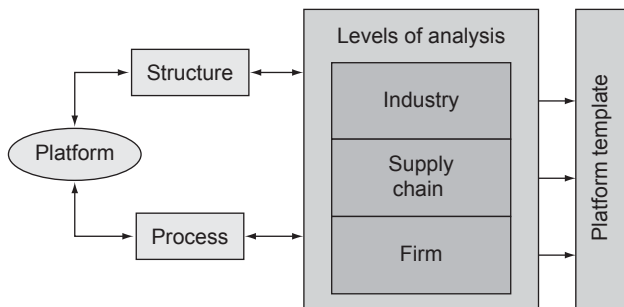 Levels of analysis
Structure
Industry
Platform
Supply
chain
Process
Firm
Platform template